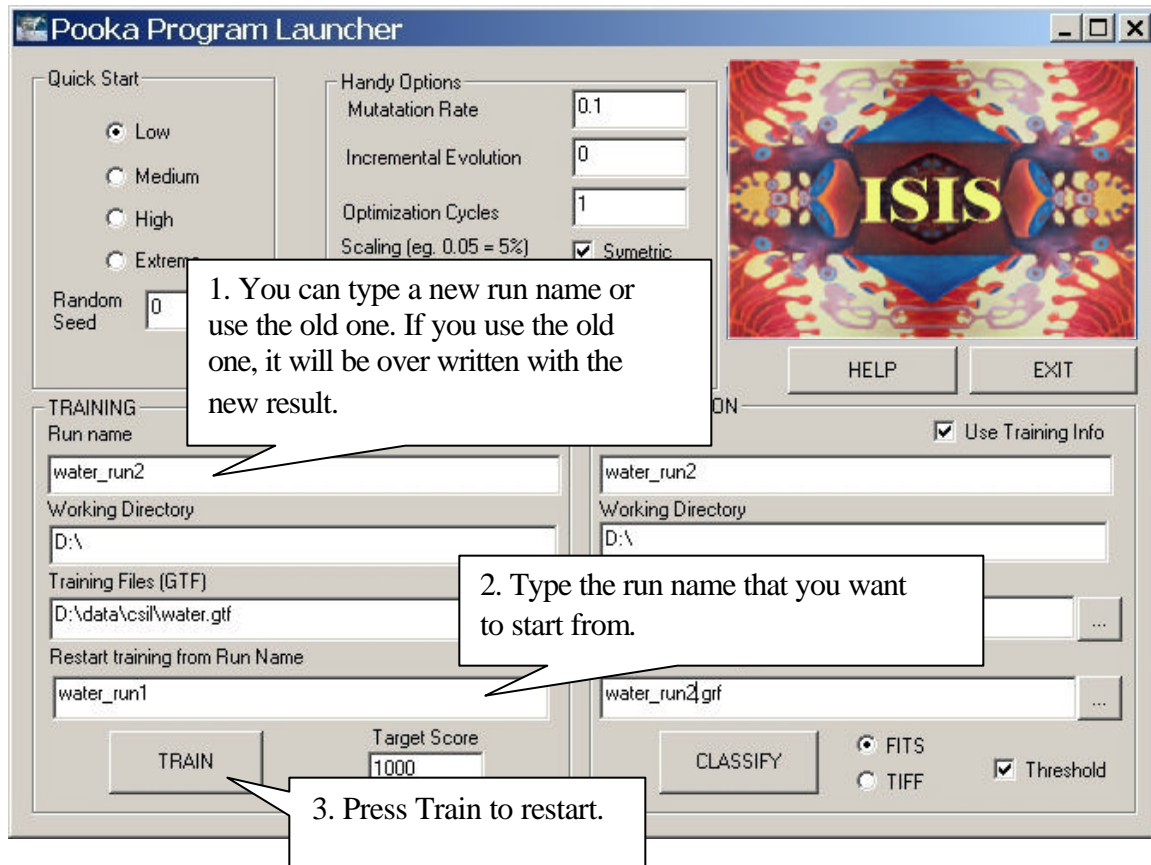 Pooka Program Launcher
Quick Start
Low
Medium
High
Extreme
Random
Seed
0
Handy Options
Mutatation Rate
0.1
Incremental Evolution
0
Optimization Cycles
1
Scaling (eg. 0.05 = 5%)
Symetric
ISIS
HELP
EXIT
1. You can type a new run name or
use the old one. If you use the old
one, it will be over written with the
new result.
TRAINING
Run name
water_run2
Working Directory
D:\
Training Files (GTF)
D:\data\csil\water.gtf
Restart training from Run Name
water_run1
TRAIN
Target Score
1000
ON
Use Training Info
water_run2
Working Directory
D:\
2. Type the run name that you want
to start from.
...
water_run2.grf
...
CLASSIFY
FITS
TIFF
Threshold
3. Press Train to restart.